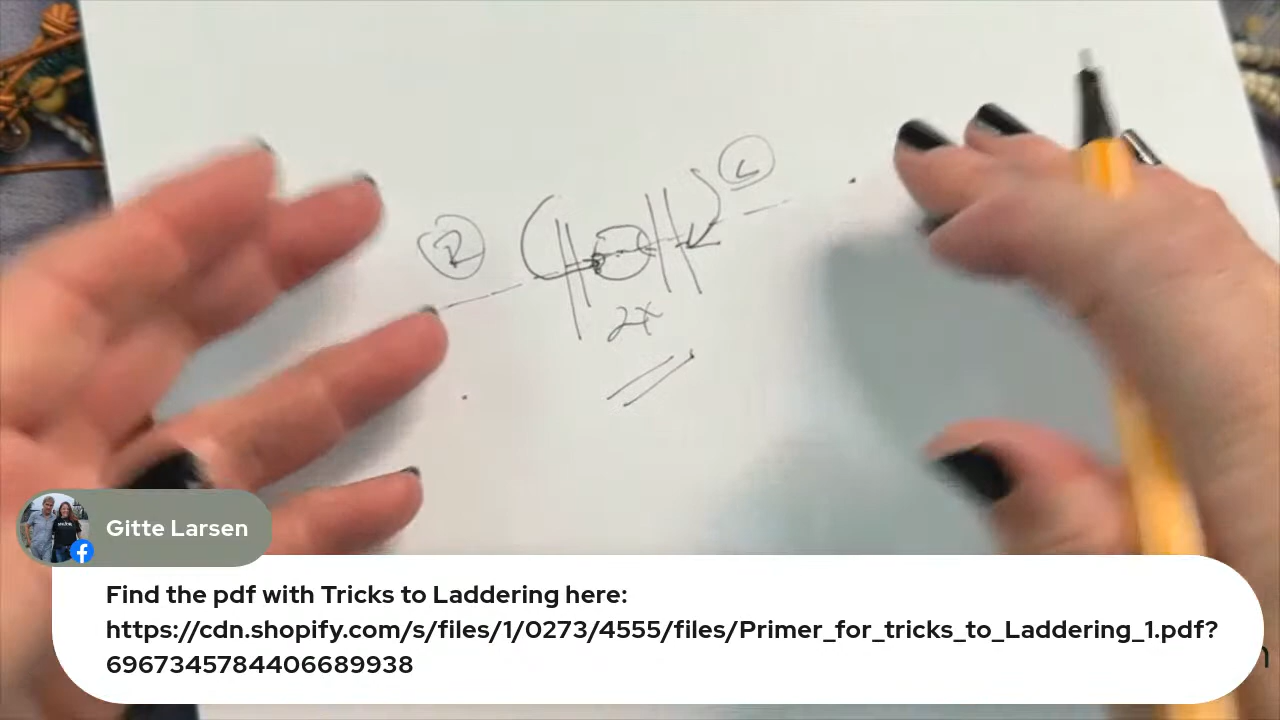 R
L
2x
Gitte Larsen
Find the pdf with Tricks to Laddering here:
https://cdn.shopify.com/s/files/1/0273/4555/files/Primer_for_tricks_to_Laddering_1.pdf?
6967345784406689938